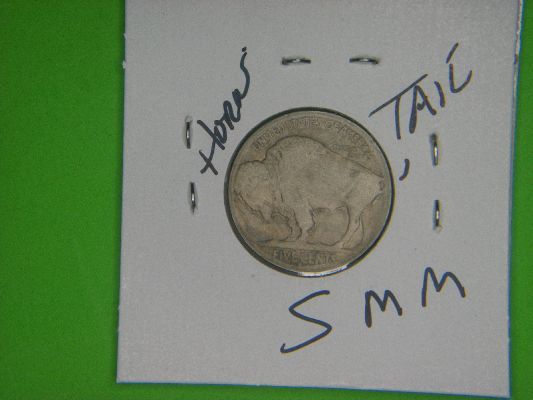 HORN
TAIL
SMM
UNITED STATES OF AMERICA
FIVE CENTS